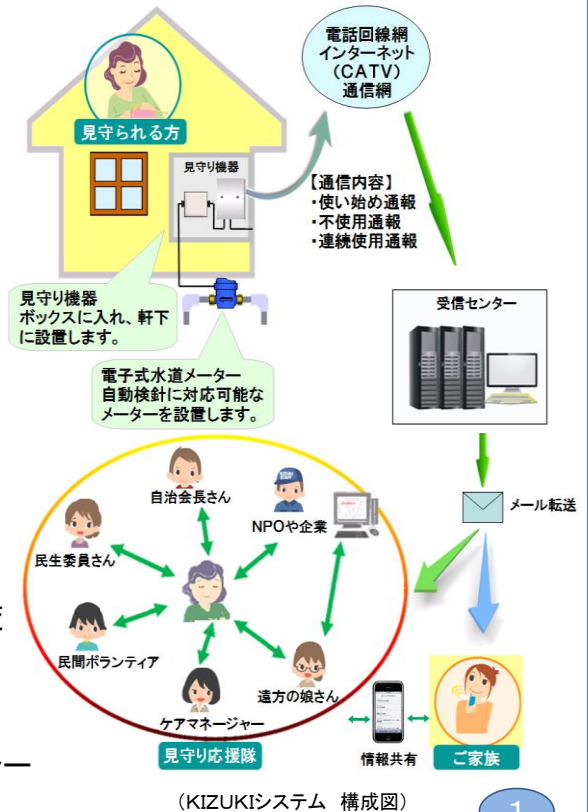 電話回線網
インターネット
(CATV)
通信網
見守られる方
見守り機器
【通信内容】
・使い始め通報
・不使用通報
・連続使用通報
見守り機器
ボックスに入れ、軒下
に設置します。
受信センター
電子式水道メーター
自動検針に対応可能な
メーターを設置します。
自治会長さん
NPOや企業
メール転送
民生委員さん
民間ボランティア
遠方の娘さん
ケアマネージャー
見守り応援隊
情報共有
ご家族
ー
(KIZUKIシステム 構成図)
1